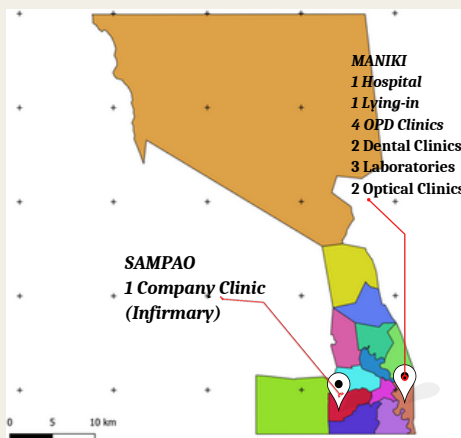 MANIKI
1 Hospital
1 Lying-in
4 OPD Clinics
2 Dental Clinics
3 Laboratories
2 Optical Clinics
SAMPAO
1 Company Clinic
(Infirmary)
0 5 10 km